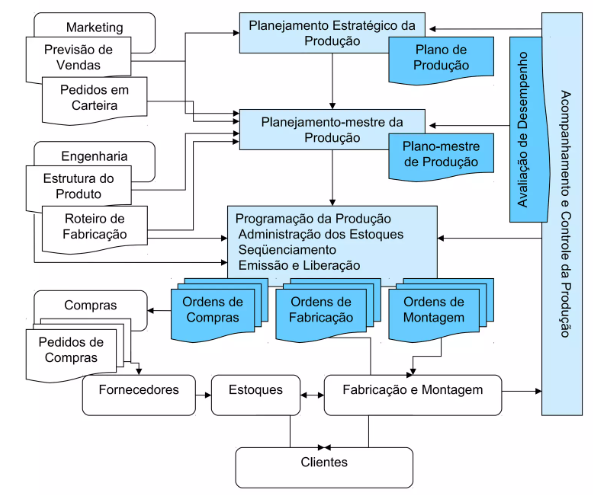 Marketing
Previsão de
Vendas
Pedidos em
Carteira
Planejamento Estratégico da
Produção
Plano de
Produção
Planejamento-mestre da
Produção
Plano-mestre
de Produção
Avaliação de Desempenho
Acompanhamento e Controle da Produção
Engenharia
Estrutura do
Produto
Roteiro de
Fabricação
Programação da Produção
Administração dos Estoques
Seqüenciamento
Emissão e Liberação
Ordens de
Compras
Ordens de
Fabricação
Ordens de
Montagem
Compras
Pedidos de
Compras
Fornecedores
Estoques
Fabricação e Montagem
Clientes